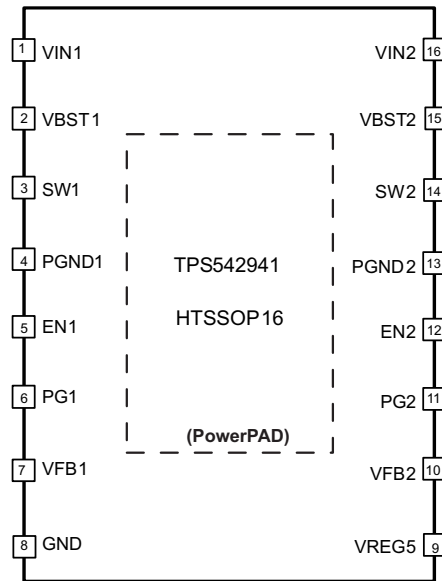 1 VIN1 VIN2 16
2 VBST1 VBST2 15
3 SW1 SW2 14
4 PGND1 PGND2 13
TPS542941
HTSSOP16
5 EN1 EN2 12
6 PG1 PG2 11
(PowerPAD)
7 VFB1 VFB2 10
8 GND VREG5 9